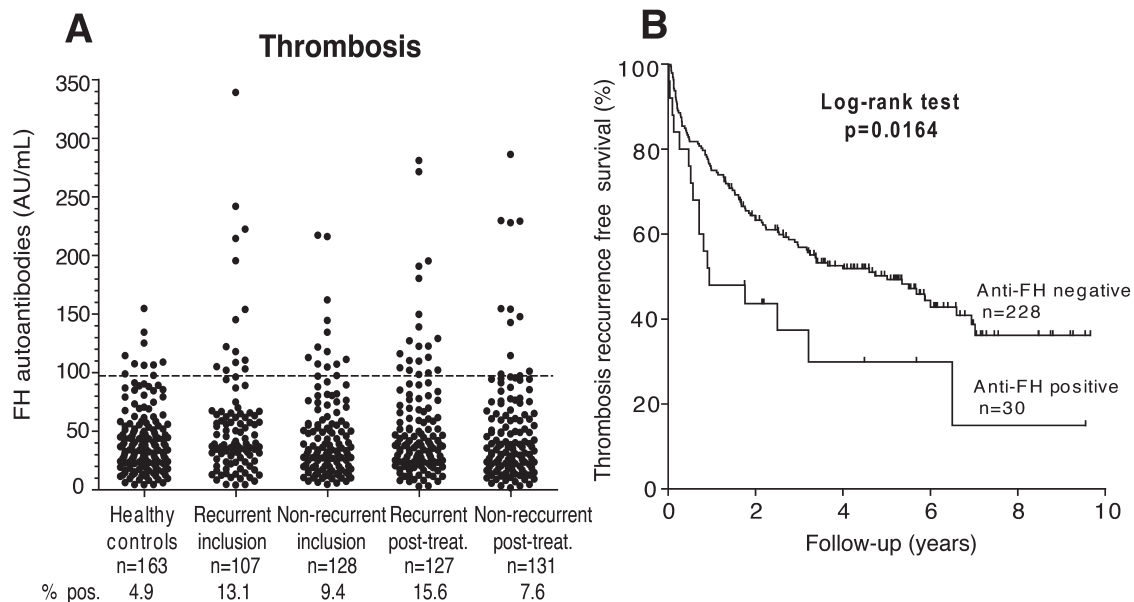 A
Thrombosis
FH autoantibodies (AU/mL)
350
300
250
200
150
100
50
0
Healthy controls n=163
Recurrent inclusion n=107
Non-recurrent inclusion n=128
Recurrent post-treat. n=127
Non-reccurrent post-treat. n=131
% pos. 4.9 13.1 9.4 15.6 7.6
B
Thrombosis reccurrence free survival (%)
100
80
60
40
20
0
Log-rank test
p=0.0164
Anti-FH negative
n=228
Anti-FH positive
n=30
0 2 4 6 8 10
Follow-up (years)